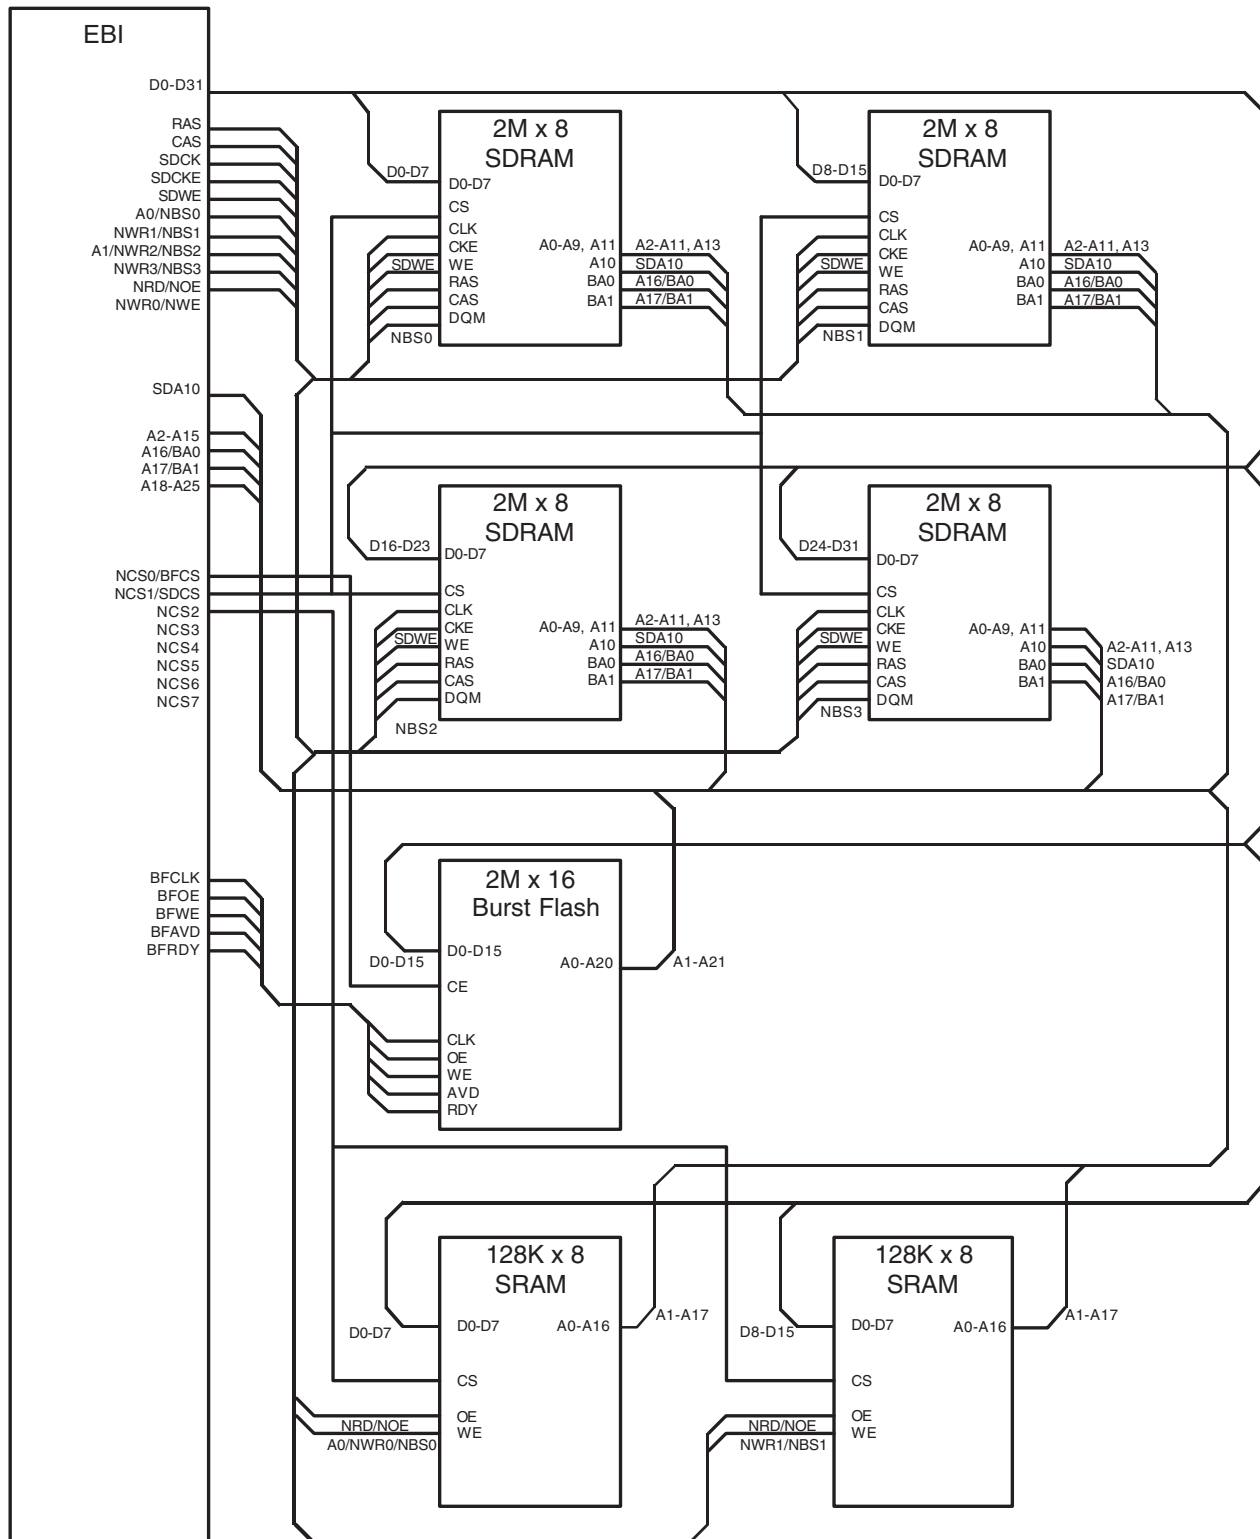 EBI
D0-D31
RAS
CAS
SDCK
SDCKE
SDWE
A0/NBS0
NWR1/NBS1
A1/NWR2/NBS2
NWR3/NBS3
NRD/NOE
NWR0/NWE
SDA10
A2-A15
A16/BA0
A17/BA1
A18-A25
NCS0/BFCS
NCS1/SDCS
NCS2
NCS3
NCS4
NCS5
NCS6
NCS7
BFCLK
BFOE
BFWE
BFAVD
BFRDY
2M x 8
SDRAM
D0-D7
D0-D7
CS
CLK
CKE
SDWE
WE
RAS
CAS
DQM
NBS0
A0-A9, A11
A10
BA0
BA1
A2-A11, A13
SDA10
A16/BA0
A17/BA1
2M x 8
SDRAM
D8-D15
D0-D7
CS
CLK
CKE
SDWE
WE
RAS
CAS
DQM
NBS1
A0-A9, A11
A10
BA0
BA1
A2-A11, A13
SDA10
A16/BA0
A17/BA1
2M x 8
SDRAM
D16-D23
D0-D7
CS
CLK
CKE
SDWE
WE
RAS
CAS
DQM
NBS2
A0-A9, A11
A10
BA0
BA1
A2-A11, A13
SDA10
A16/BA0
A17/BA1
2M x 8
SDRAM
D24-D31
D0-D7
CS
CLK
CKE
SDWE
WE
RAS
CAS
DQM
NBS3
A0-A9, A11
A10
BA0
BA1
A2-A11, A13
SDA10
A16/BA0
A17/BA1
2M x 16
Burst Flash
D0-D15
D0-D15
CE
CLK
OE
WE
AVD
RDY
A0-A20
A1-A21
128K x 8
SRAM
D0-D7
D0-D7
CS
OE
WE
NRD/NOE
A0/NWR0/NBS0
A0-A16
A1-A17
128K x 8
SRAM
D8-D15
D0-D7
CS
OE
WE
NRD/NOE
NWR1/NBS1
A0-A16
A1-A17